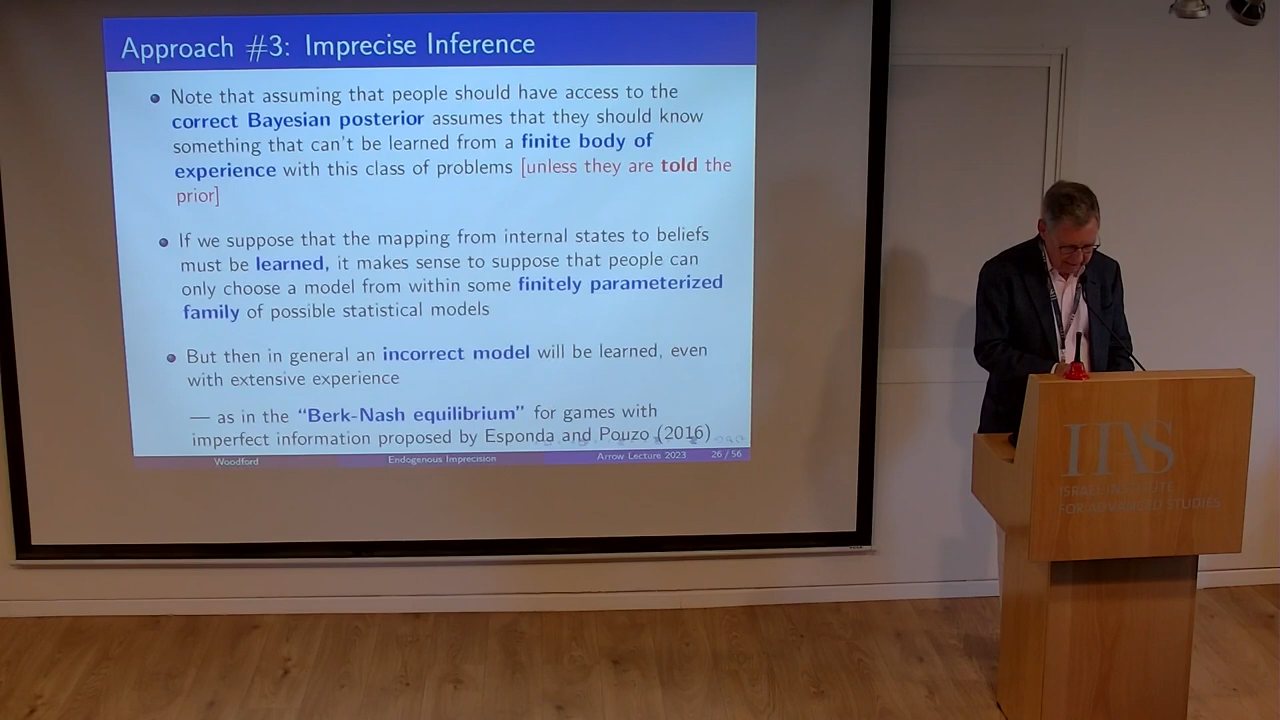 Approach #3: Imprecise Inference
Note that assuming that people should have access to the
correct Bayesian posterior assumes that they should know
something that can't be learned from a finite body of
experience with this class of problems [unless they are told the
prior]
If we suppose that the mapping from internal states to beliefs
must be learned, it makes sense to suppose that people can
only choose a model from within some finitely parameterized
family of possible statistical models
But then in general an incorrect model will be learned, even
with extensive experience
— as in the “Berk-Nash equilibrium” for games with
imperfect information proposed by Esponda and Pouzo (2016)
Woodford Endogenous Imprecision Arrow Lecture 2023 26 / 56
IIAS
ISRAEL INSTITUTE
FOR ADVANCED STUDIES